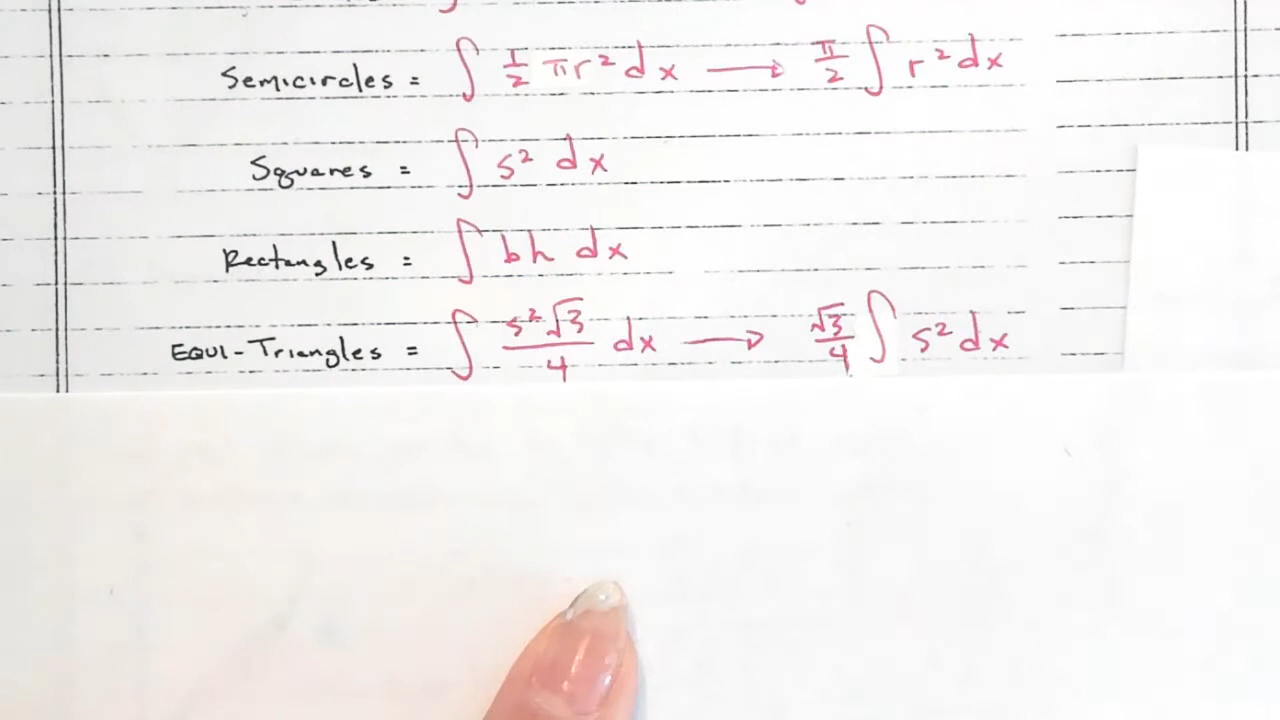 Semicircles = ∫ 1/2 πr² dx → π/2 ∫ r² dx
Squares = ∫ s² dx
Rectangles = ∫ bh dx
Equi-Triangles = ∫ s²√3/4 dx → √3/4 ∫ s² dx